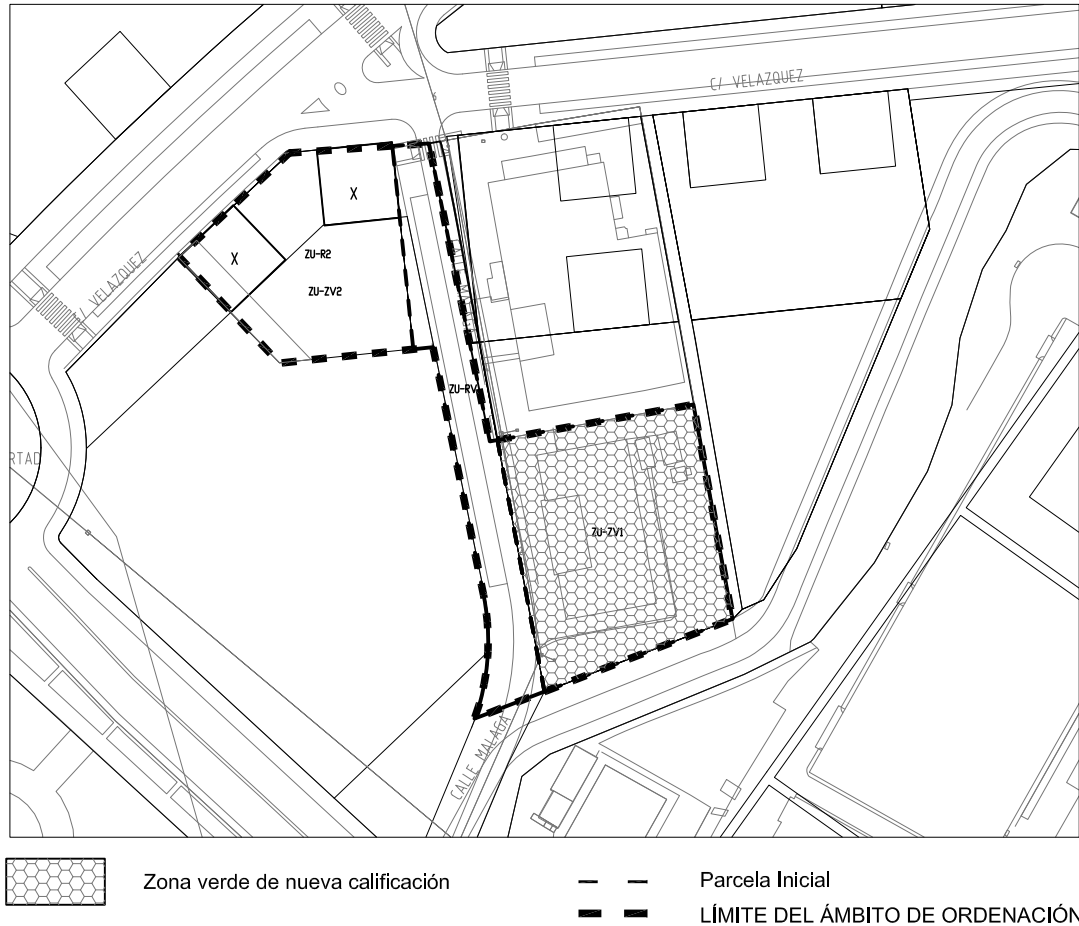 C/ VELAZQUEZ
X
X
ZU-R2
ZU-ZV2
/ VELAZQUEZ
ZU-RV
RTAD
ZU-ZV1
CALLE MALAGA
Zona verde de nueva calificación
Parcela Inicial
LÍMITE DEL ÁMBITO DE ORDENACIÓN